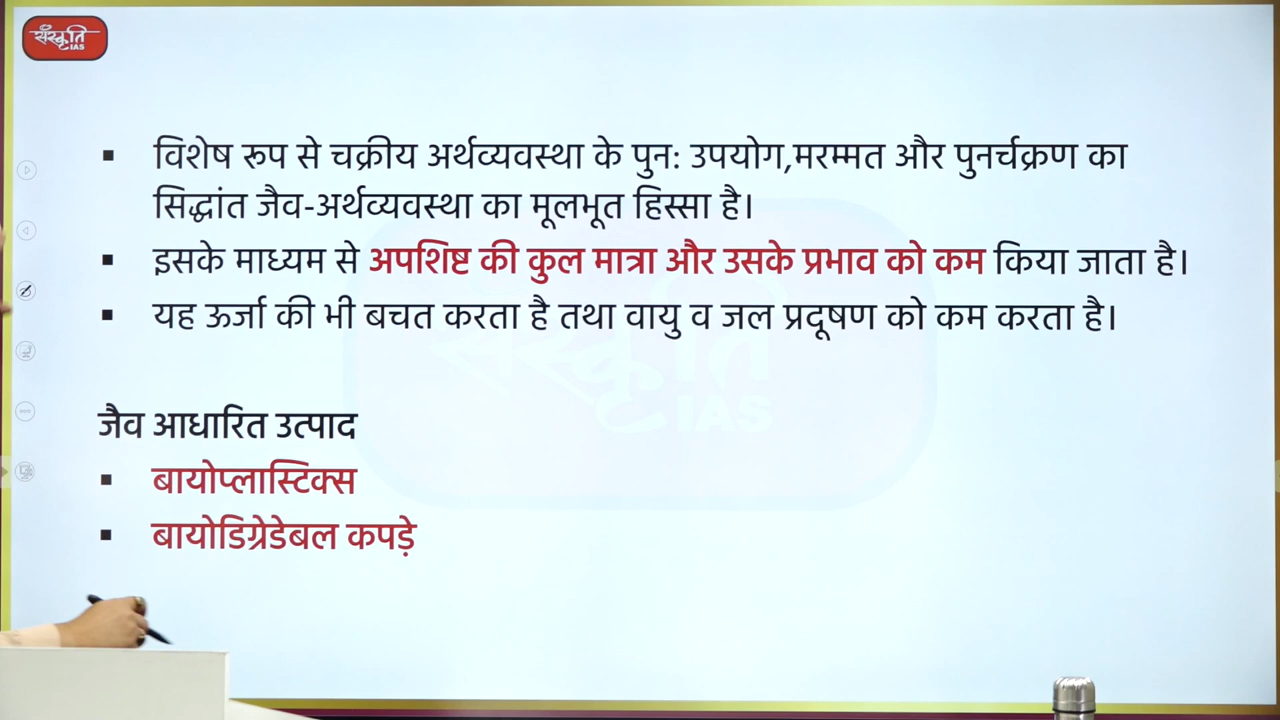 संस्कृति
IAS
विशेष रूप से चक्रीय अर्थव्यवस्था के पुन: उपयोग,मरम्मत और पुनर्चक्रण का
सिद्धांत जैव-अर्थव्यवस्था का मूलभूत हिस्सा है।
इसके माध्यम से अपशिष्ट की कुल मात्रा और उसके प्रभाव को कम किया जाता है।
यह ऊर्जा की भी बचत करता है तथा वायु व जल प्रदूषण को कम करता है।
संस्कृति
IAS
जैव आधारित उत्पाद
बायोप्लास्टिक्स
बायोडिग्रेडेबल कपड़े